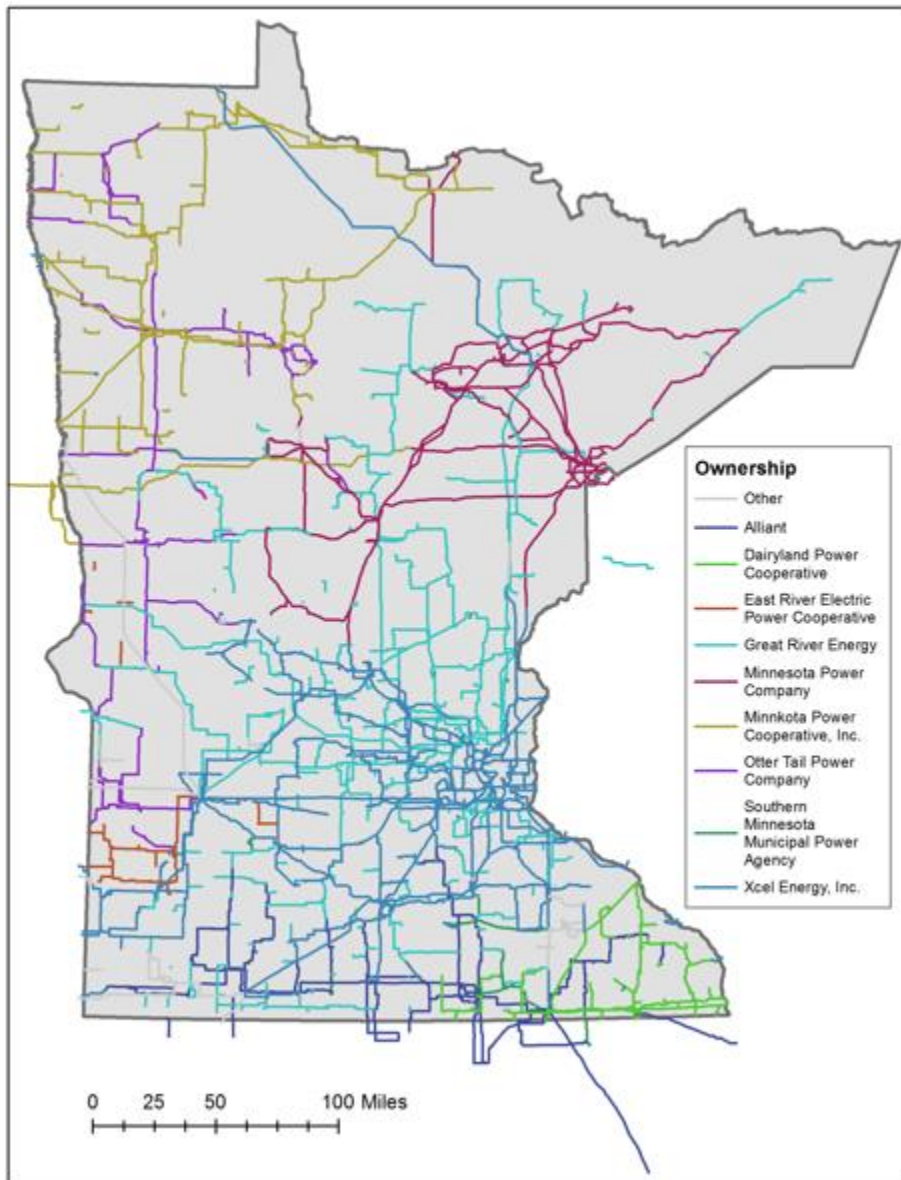 Ownership
Other
Alliant
Dairyland Power
Cooperative
East River Electric
Power Cooperative
Great River Energy
Minnesota Power
Company
Minnkota Power
Cooperative, Inc.
Otter Tail Power
Company
Southern
Minnesota
Municipal Power
Agency
Xcel Energy, Inc.
0 25 50 100 Miles